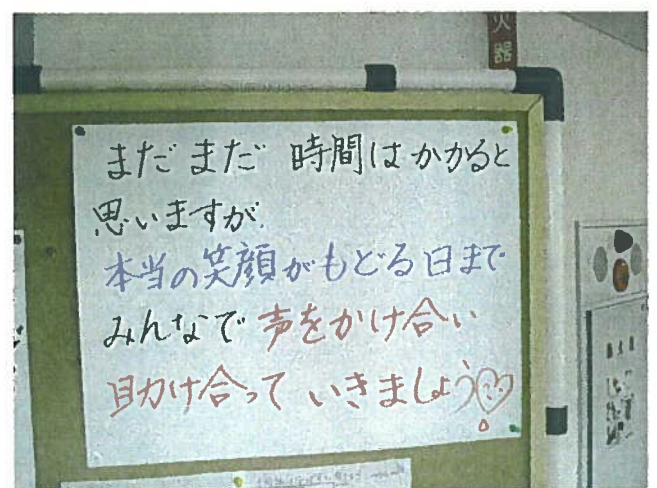 火
器
まだまだ 時間はかかると
思いますが、
本当の笑顔がもどる日まで
みんなで 声をかけ合い
助け合って いきましょう